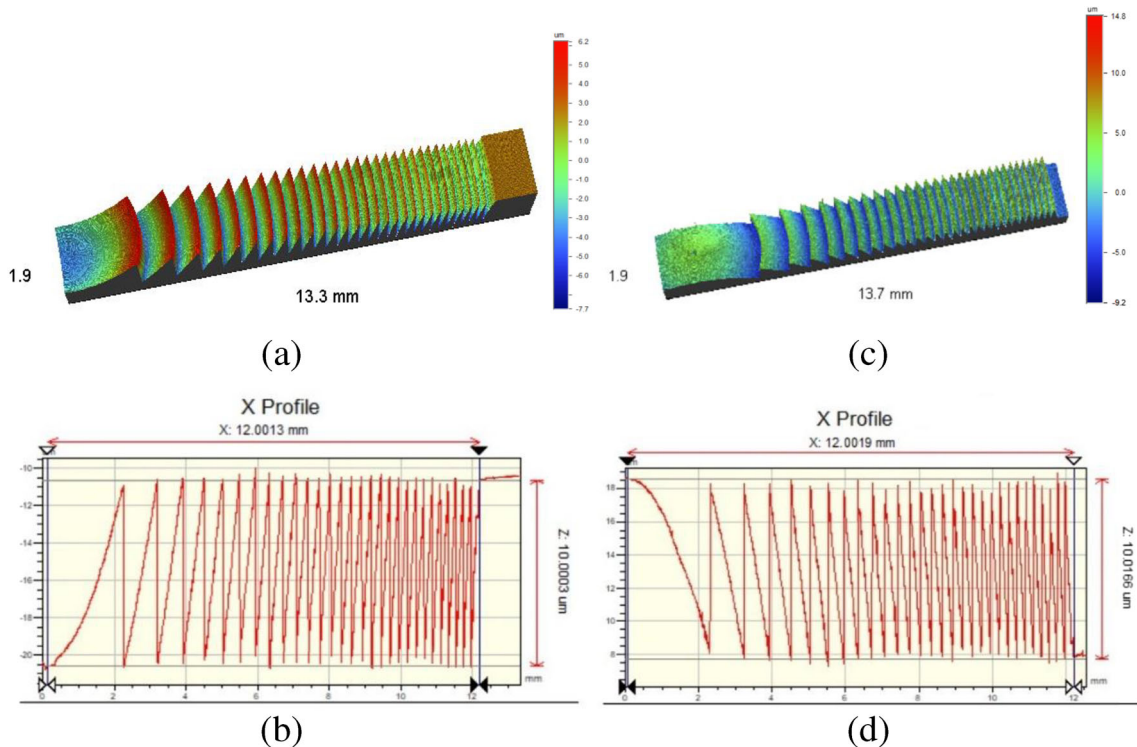 um
6.2
5.0
4.0
3.0
2.0
1.0
0.0
-1.0
-2.0
-3.0
-4.0
-5.0
-6.0
-7.7
1.9
13.3 mm
(a)
um
14.8
10.0
5.0
0.0
-5.0
-9.2
1.9
13.7 mm
(c)
X Profile
X: 12.0013 mm
-10
-12
-14
-16
-18
-20
0 2 4 6 8 10 12
mm
Z: 10.0003 um
(b)
X Profile
X: 12.0019 mm
18
16
14
12
10
8
0 2 4 6 8 10 12
mm
Z: 10.0166 um
(d)